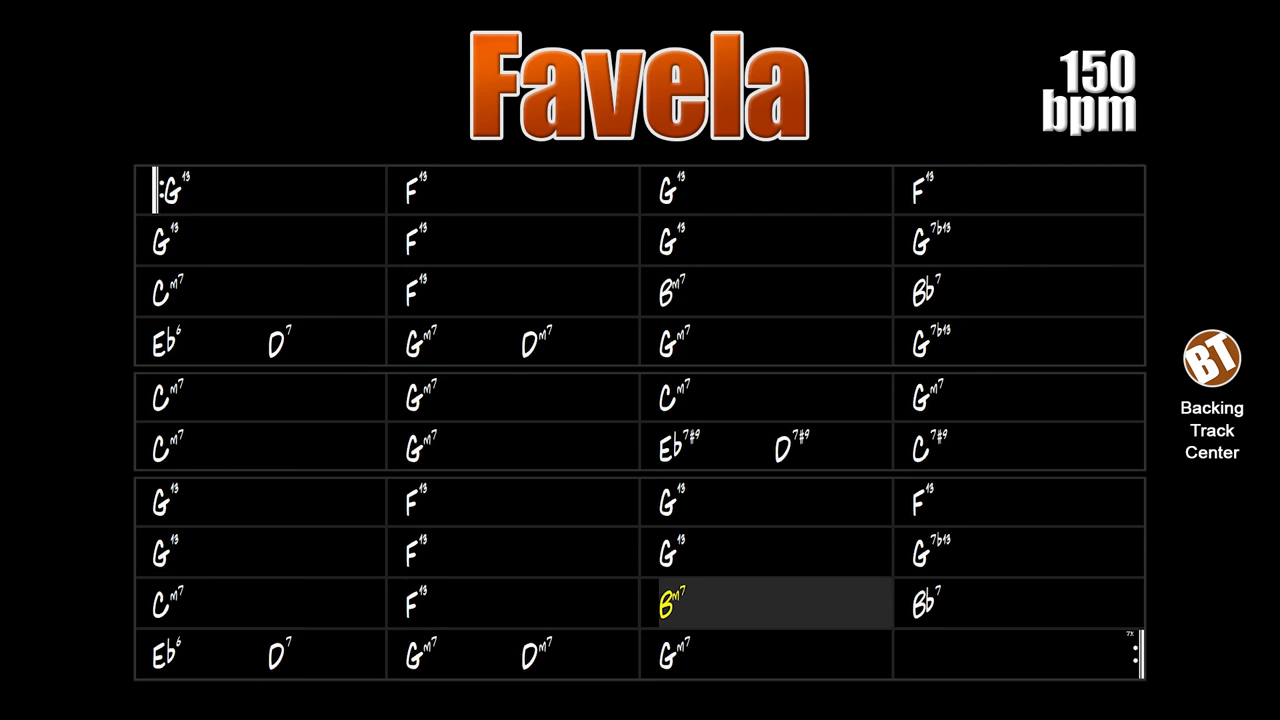 Favela
150
bpm
G13 F13 G13 F13
G13 F13 G13 G7b13
Cm7 F13 Bm7 Bb7
Eb6 D7 Gm7 Dm7 Gm7 G7b13
Cm7 Gm7 Cm7 Gm7
Cm7 Gm7 Eb7#9 D7#9 C7#9
G13 F13 G13 F13
G13 F13 G13 G7b13
Cm7 F13 Bm7 Bb7
Eb6 D7 Gm7 Dm7 Gm7 7x
BT
Backing
Track
Center